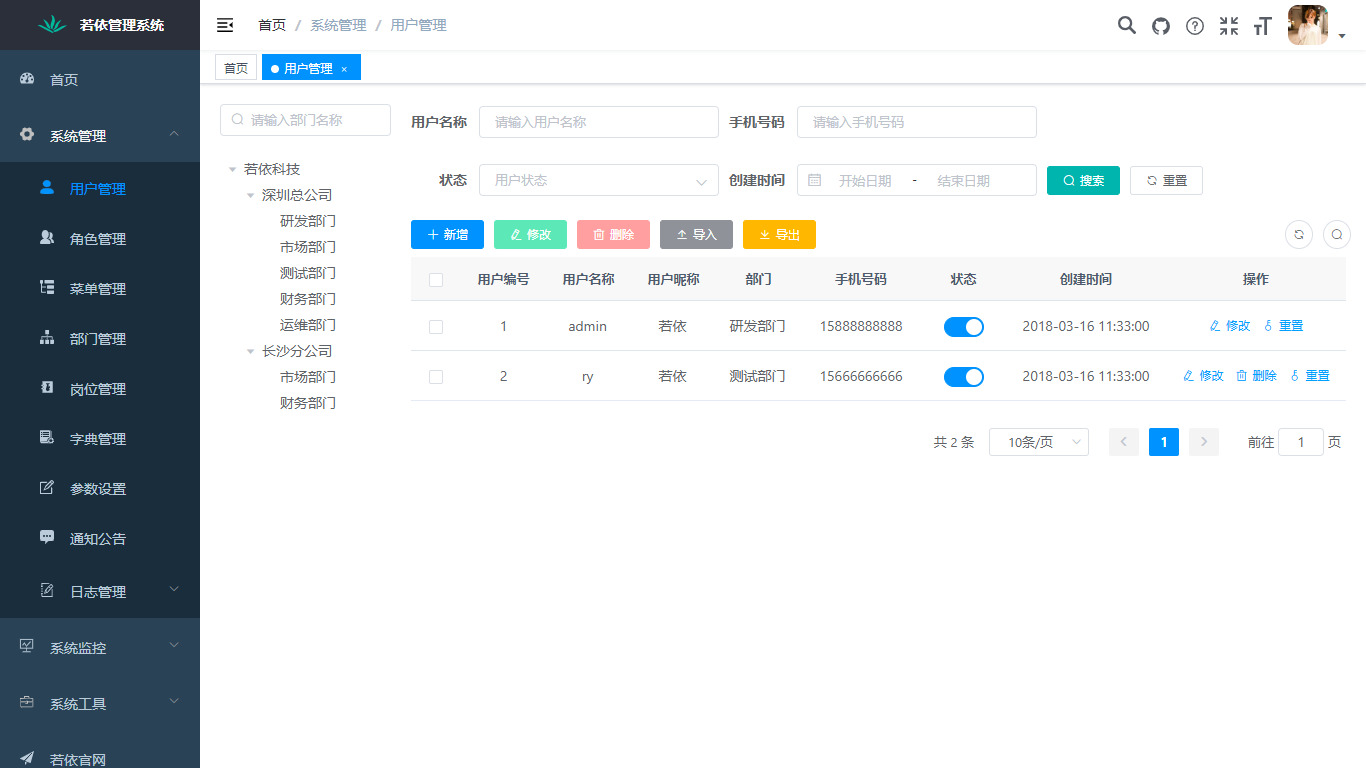 若依管理系统
首页
系统管理
用户管理
角色管理
菜单管理
部门管理
岗位管理
字典管理
参数设置
通知公告
日志管理
系统监控
系统工具
若依官网
首页 / 系统管理 / 用户管理
首页 用户管理 ×
请输入部门名称
若依科技
深圳总公司
研发部门
市场部门
测试部门
财务部门
运维部门
长沙分公司
市场部门
财务部门
用户名称 请输入用户名称 手机号码 请输入手机号码
状态 用户状态 创建时间 开始日期 - 结束日期 搜索 重置
新增 修改 删除 导入 导出
用户编号 用户名称 用户昵称 部门 手机号码 状态 创建时间 操作
1 admin 若依 研发部门 15888888888 2018-03-16 11:33:00 修改 重置
2 ry 若依 测试部门 15666666666 2018-03-16 11:33:00 修改 删除 重置
共 2 条 10条/页 1 前往 1 页